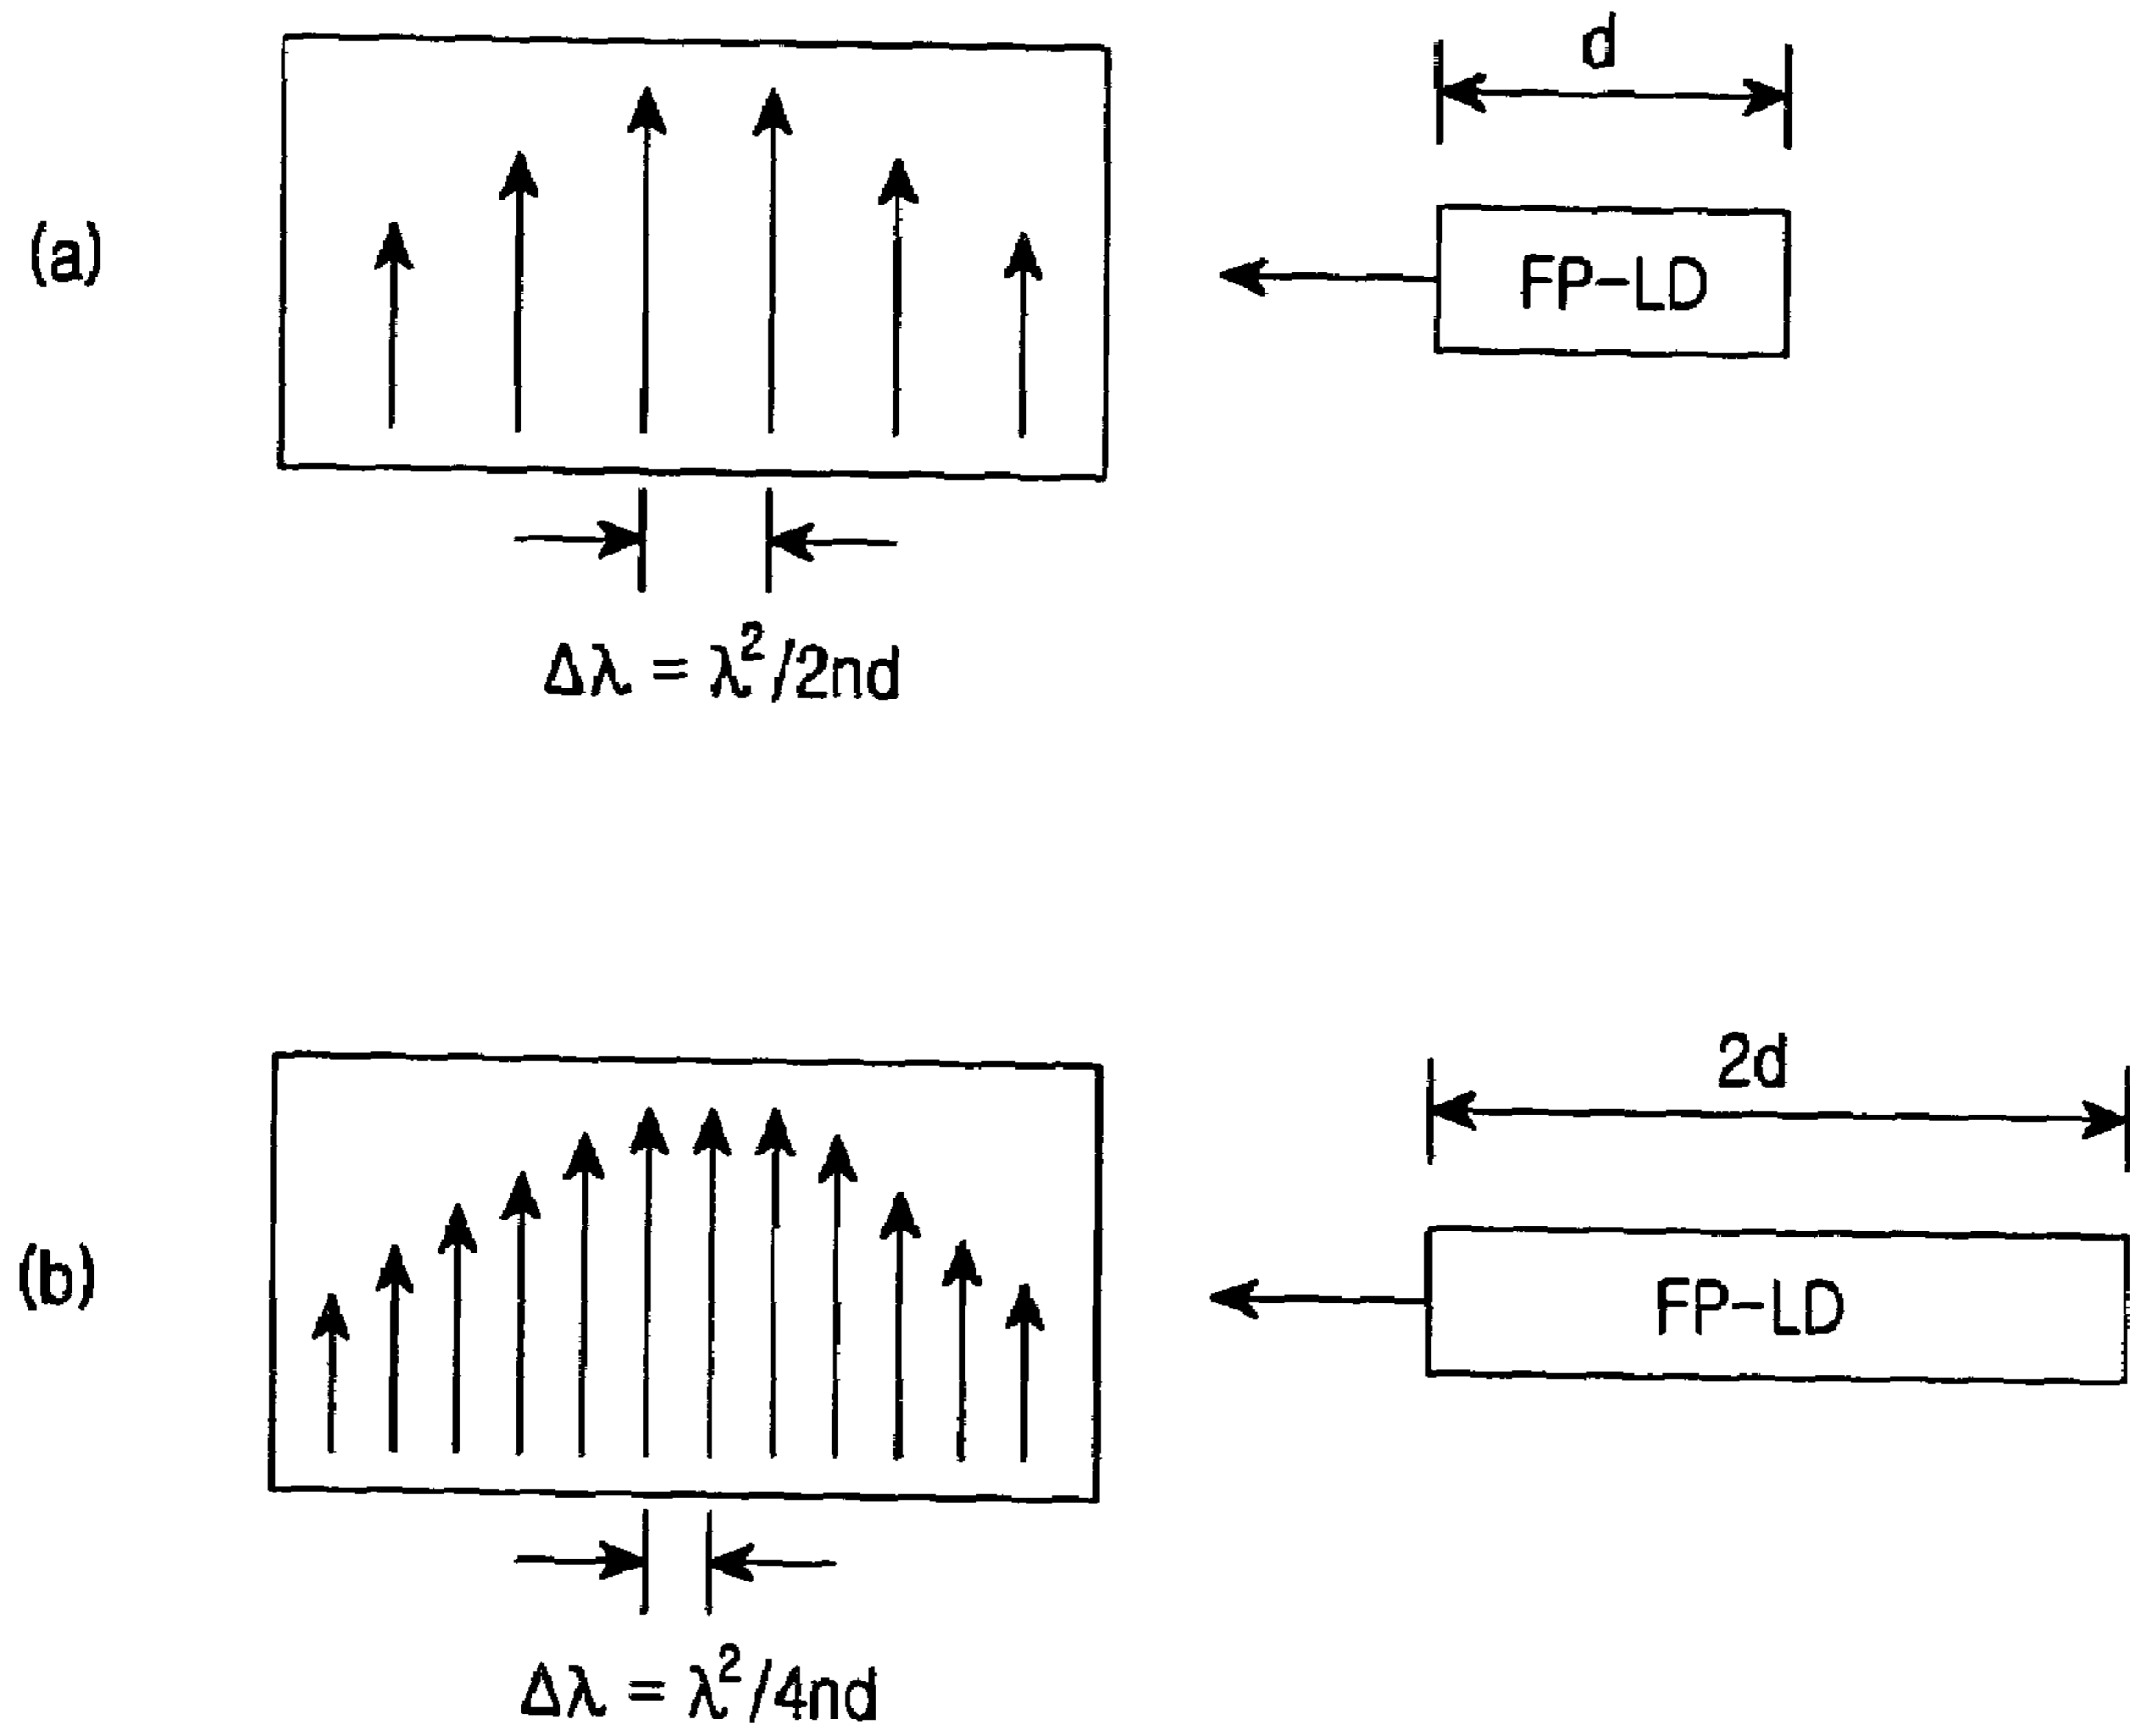 d
(a)
FP-LD
Δλ = λ²/2nd
2d
(b)
FP-LD
Δλ = λ²/4nd